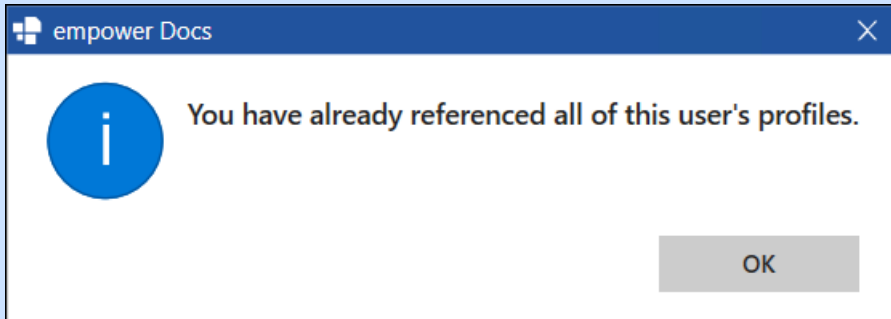 empower Docs
You have already referenced all of this user's profiles.
OK